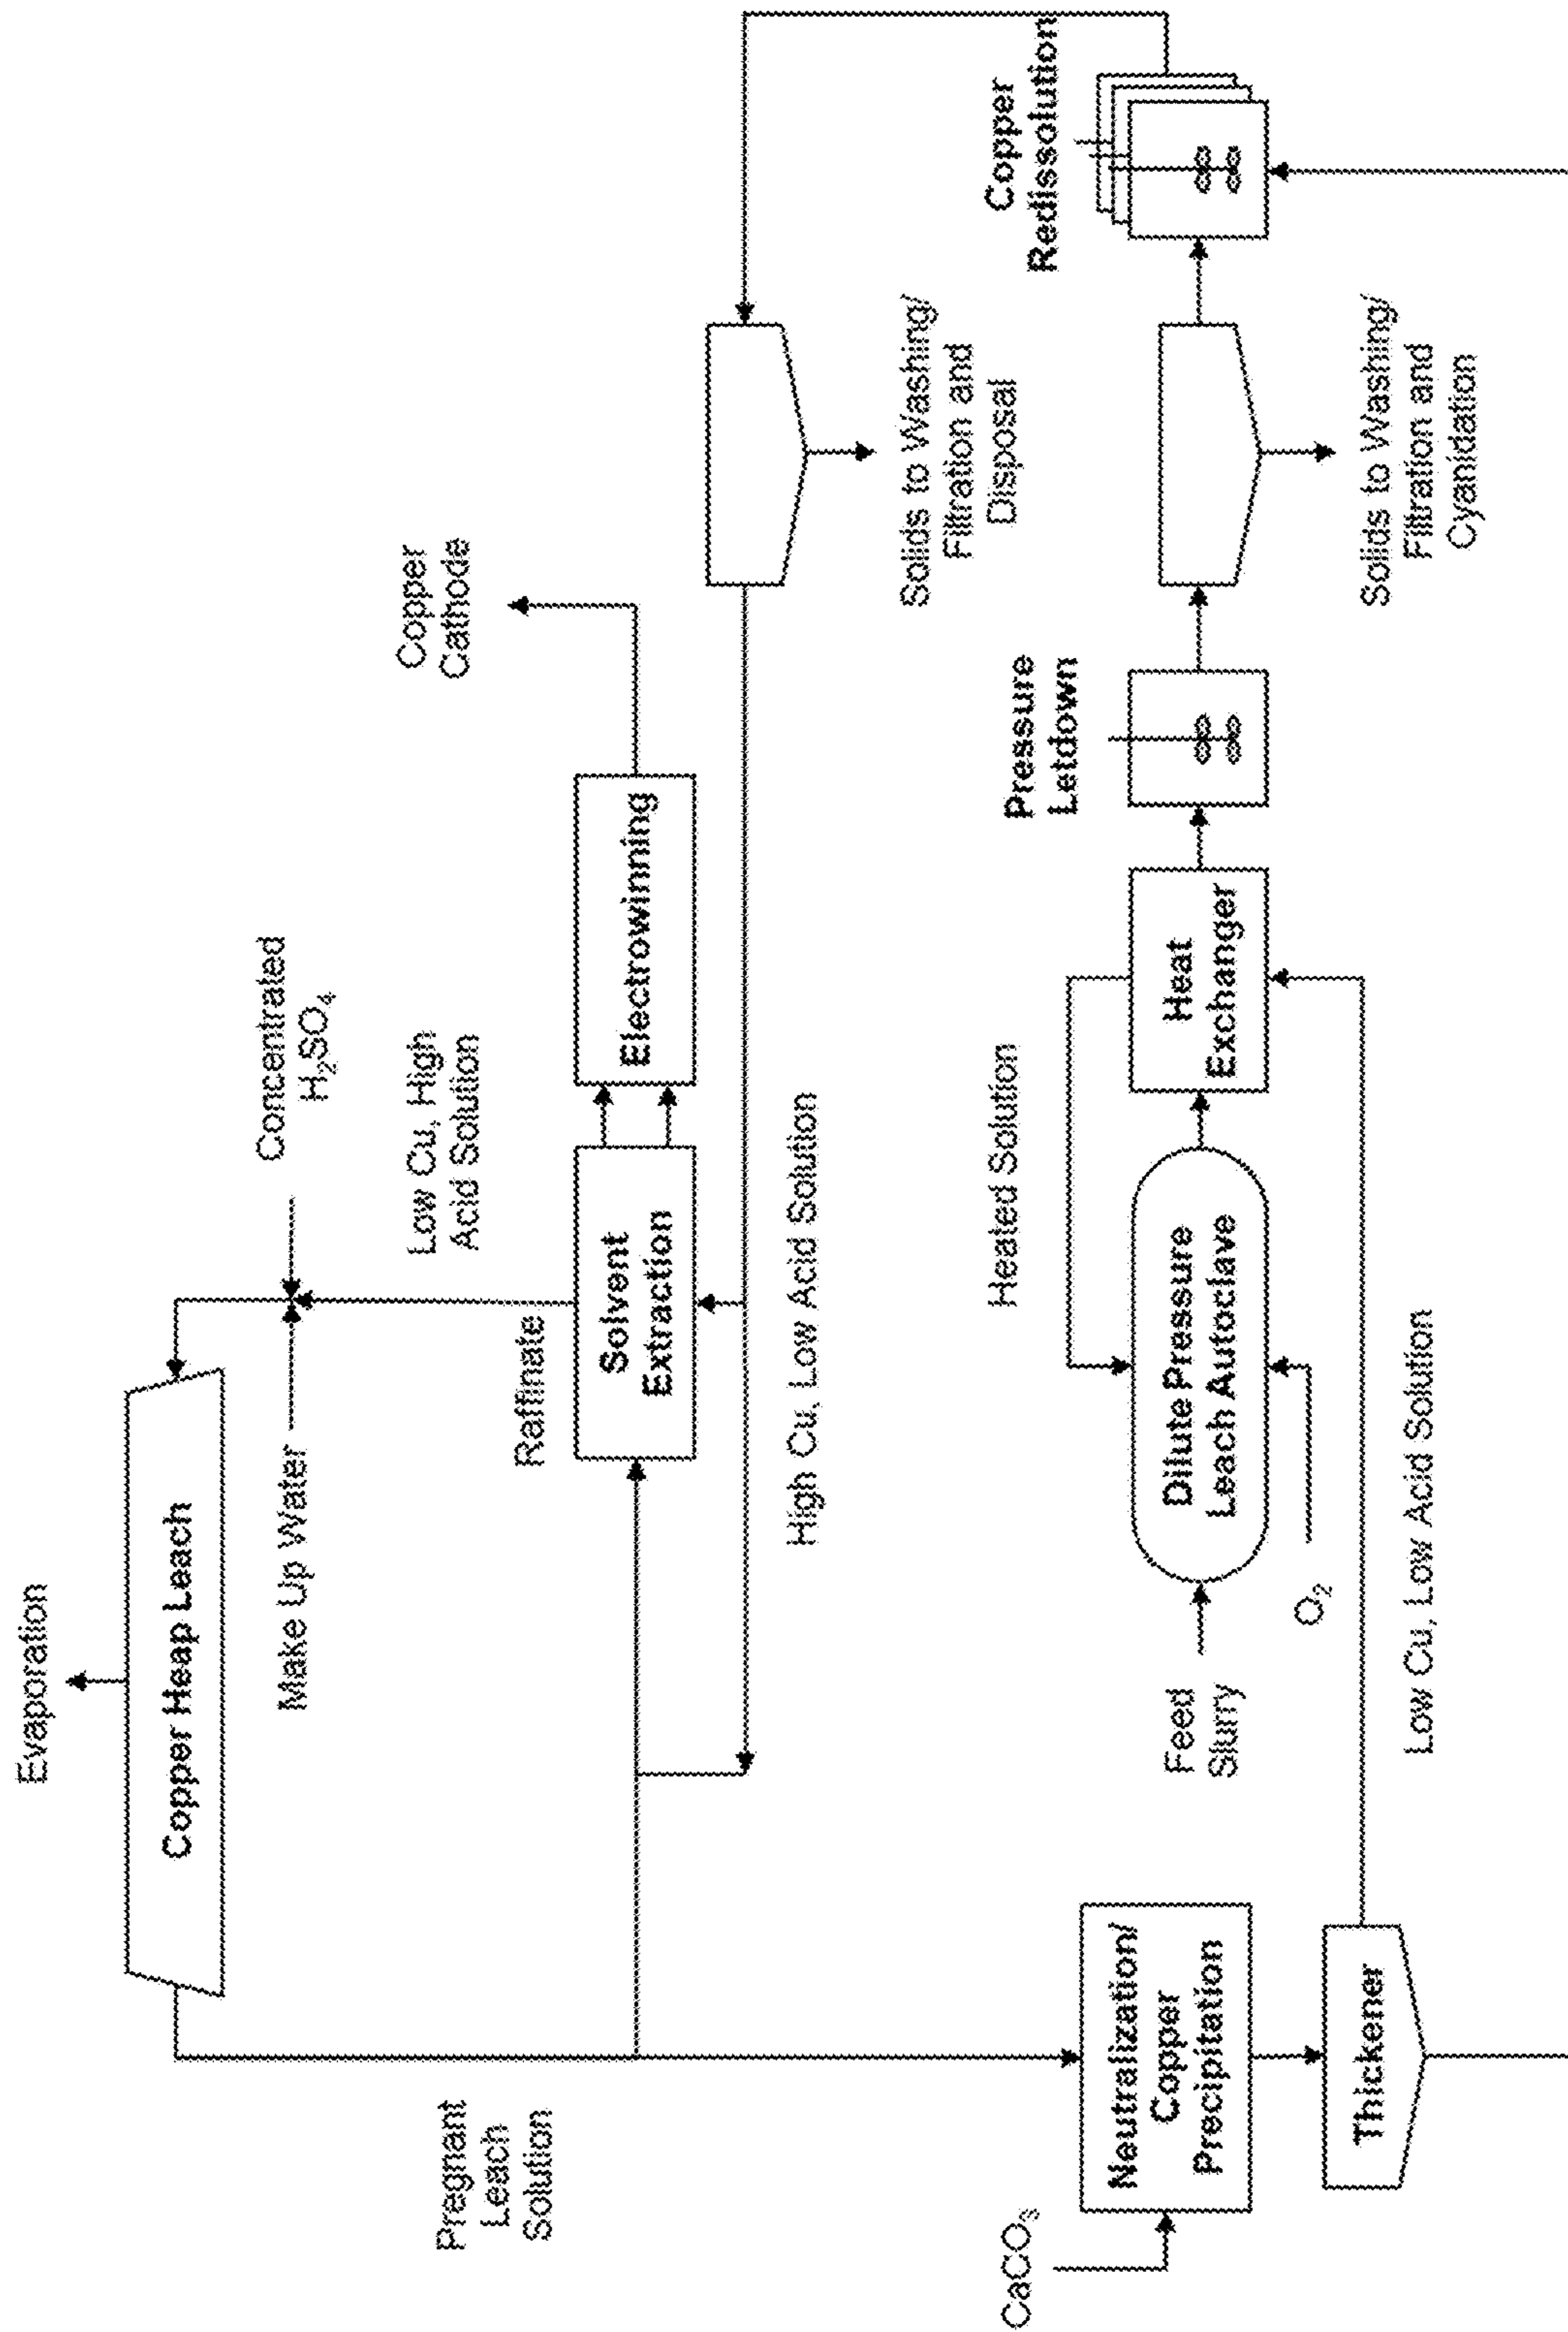 Evaporation
Copper Heap Leach
Make Up Water
Concentrated
H₂SO₄
Low Cu, High
Acid Solution
Raffinate
Pregnant
Leach
Solution
Solvent
Extraction
Electrowinning
Copper
Cathode
High Cu, Low Acid Solution
Solids to Washing/
Filtration and
Disposal
CaCO₃
Neutralization/
Copper
Precipitation
Thickener
Feed
Slurry
O₂
Dilute Pressure
Leach Autoclave
Heated Solution
Heat
Exchanger
Pressure
Letdown
Copper
Redissolution
Solids to Washing/
Filtration and
Cyanidation
Low Cu, Low Acid Solution